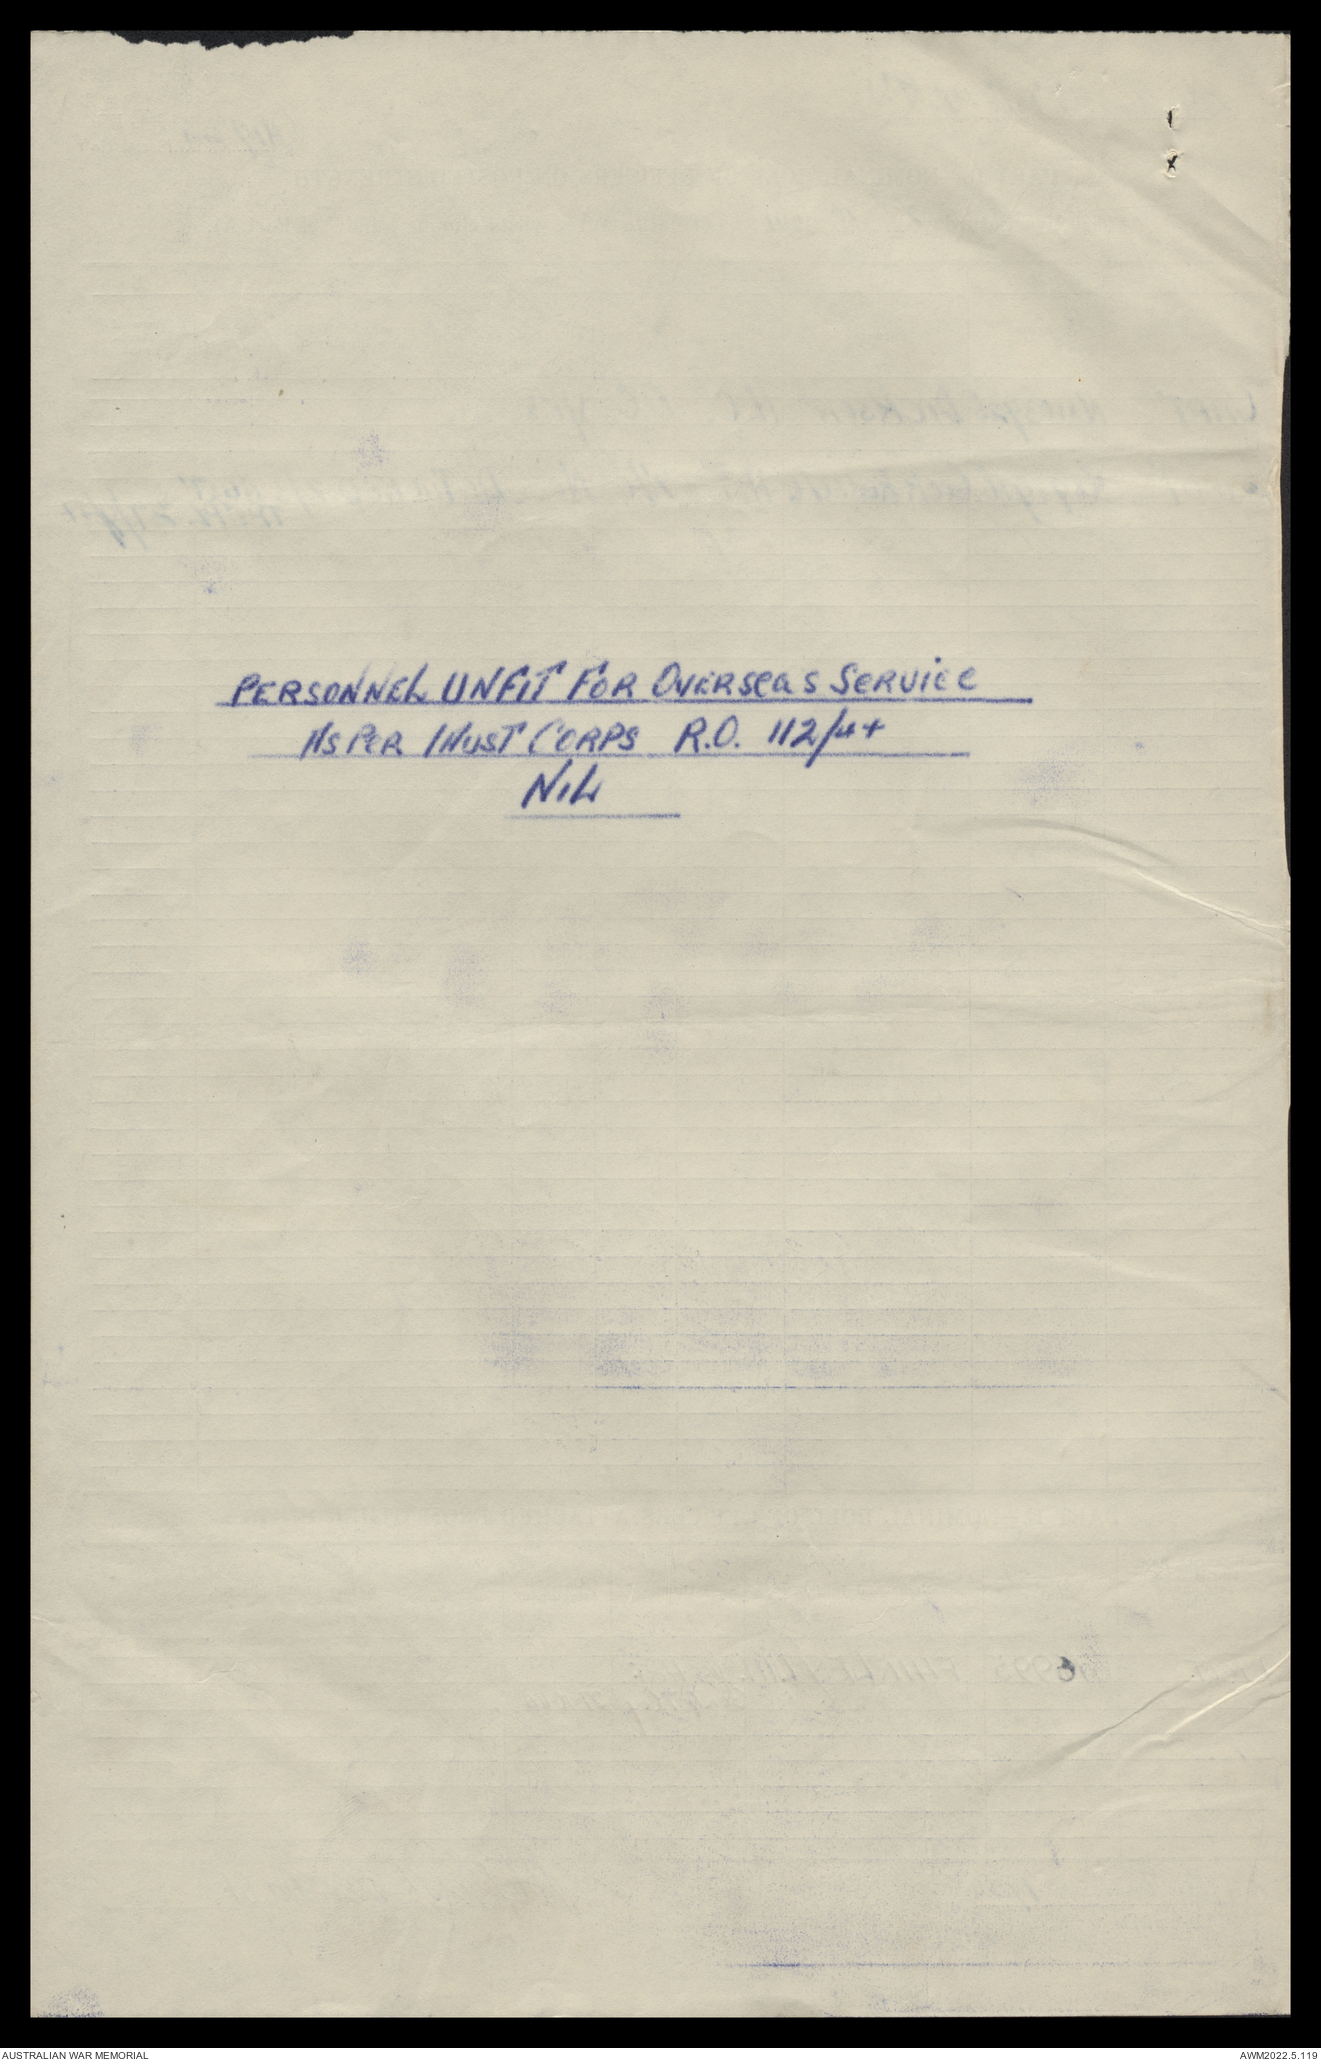 PERSONNEL UNFIT FOR OVERSEAS SERVICE
AS PER 1 AUST CORPS R.O. 112/44
NIL
AUSTRALIAN WAR MEMORIAL
AWM2022.5.119